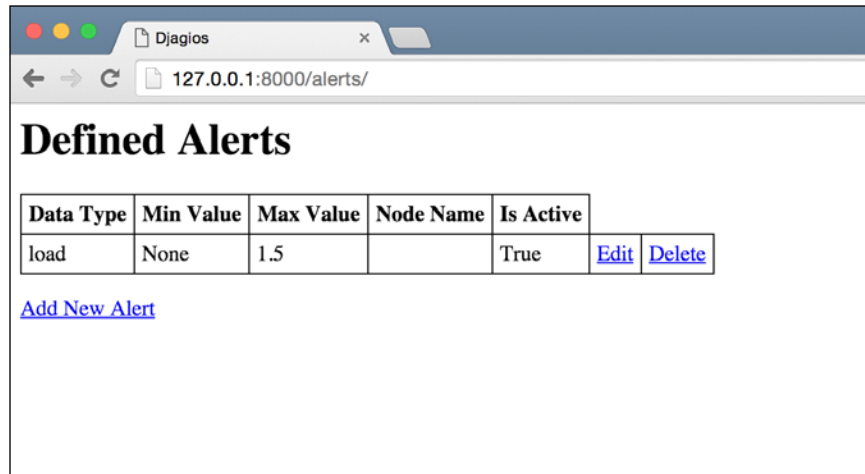 Djagios
127.0.0.1:8000/alerts/
Defined Alerts
Data Type Min Value Max Value Node Name Is Active
load None 1.5 True Edit Delete
Add New Alert